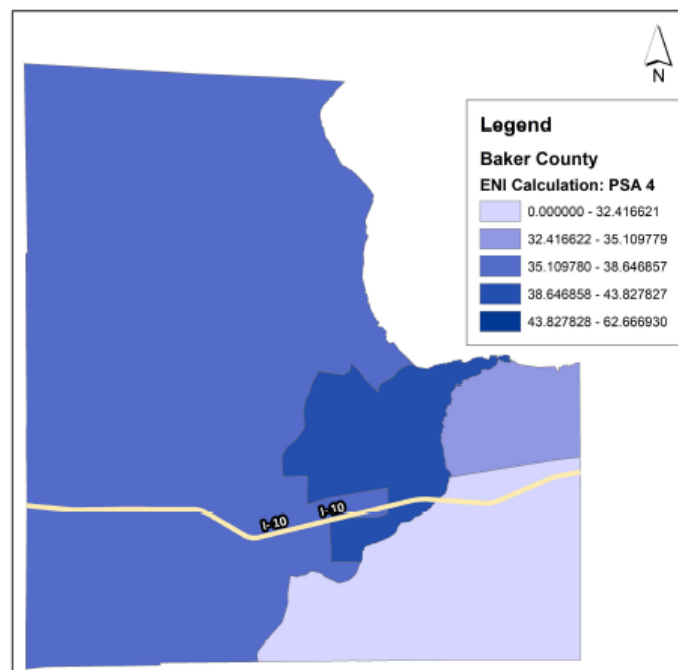 N
Legend
Baker County
ENI Calculation: PSA 4
0.000000 - 32.416621
32.416622 - 35.109779
35.109780 - 38.646857
38.646858 - 43.827827
43.827828 - 62.666930
I- 10 I- 10